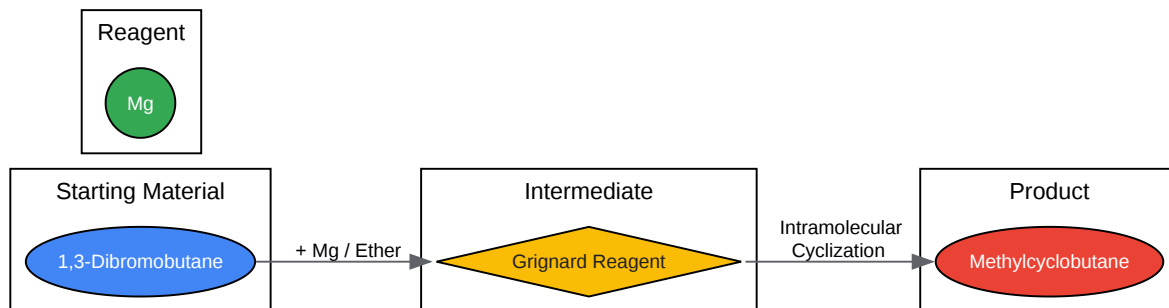 Reagent
Mg
Starting Material
1,3-Dibromobutane
+ Mg / Ether
Intermediate
Grignard Reagent
Intramolecular
Cyclization
Product
Methylcyclobutane